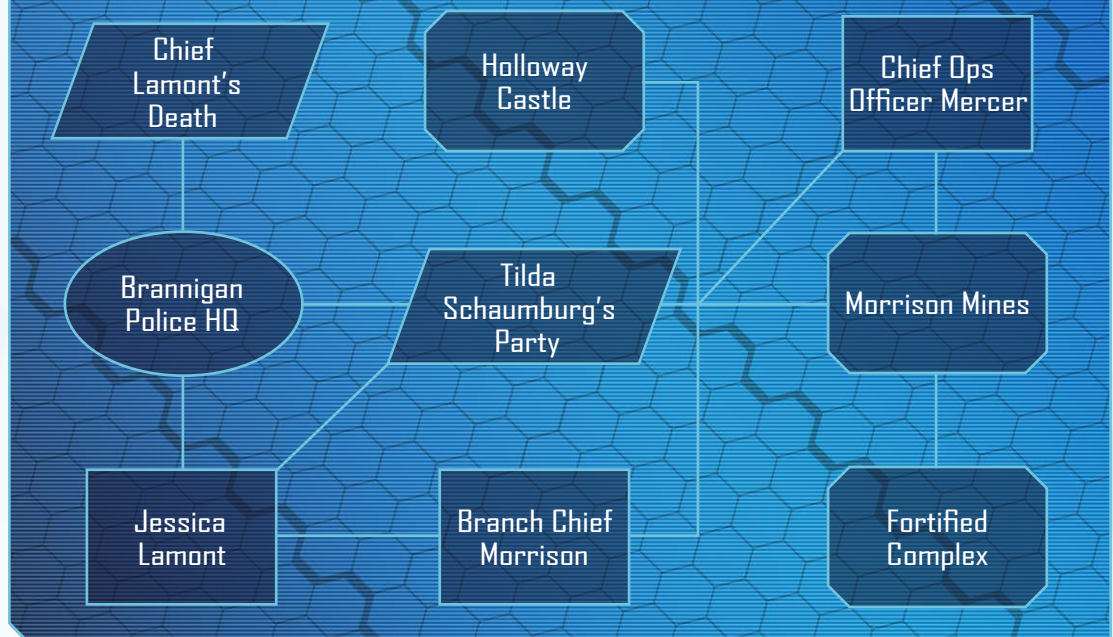 Chief
Lamont's
Death
Holloway
Castle
Chief Ops
Officer Mercer
Brannigan
Police HQ
Tilda
Schaumburg's
Party
Morrison Mines
Jessica
Lamont
Branch Chief
Morrison
Fortified
Complex